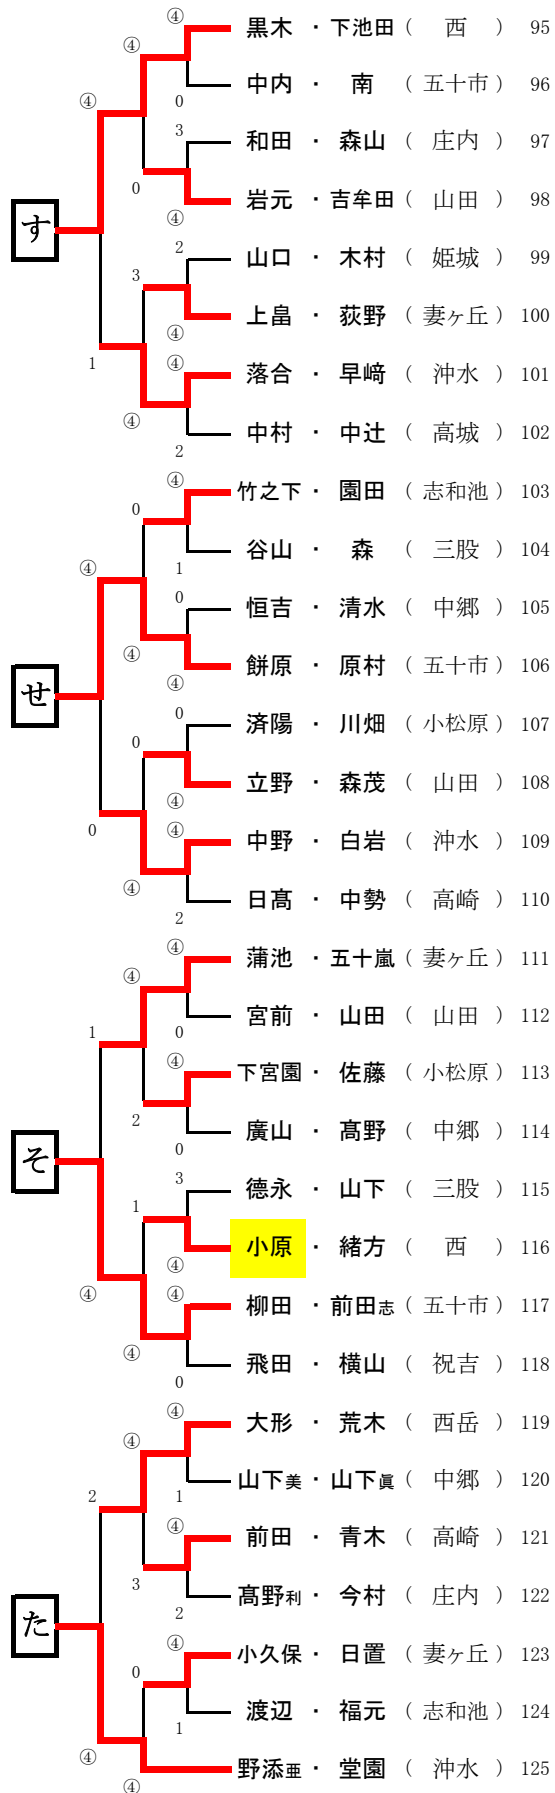 ④ 黒木 ・ 下池田 （ 西 ） 95
④
中内 ・ 南 （ 五十市 ） 96
0
④
3 和田 ・ 森山 （ 庄内 ） 97
0
岩元 ・ 吉牟田 （ 山田 ） 98
④
す
2 山口 ・ 木村 （ 姫城 ） 99
3
上畠 ・ 荻野 （ 妻ヶ丘 ） 100
④
1
④ 落合 ・ 早﨑 （ 沖水 ） 101
④
中村 ・ 中辻 （ 高城 ） 102
2
④ 竹之下 ・ 園田 （ 志和池 ） 103
0
谷山 ・ 森 （ 三股 ） 104
1
④
0 恒吉 ・ 清水 （ 中郷 ） 105
④
餅原 ・ 原村 （ 五十市 ） 106
④
せ
0 済陽 ・ 川畑 （ 小松原 ） 107
0
立野 ・ 森茂 （ 山田 ） 108
④
0
④ 中野 ・ 白岩 （ 沖水 ） 109
④
日髙 ・ 中勢 （ 高崎 ） 110
2
④ 蒲池 ・ 五十嵐 （ 妻ヶ丘 ） 111
④
宮前 ・ 山田 （ 山田 ） 112
0
1
④ 下宮園 ・ 佐藤 （ 小松原 ） 113
2
廣山 ・ 髙野 （ 中郷 ） 114
0
そ
3 德永 ・ 山下 （ 三股 ） 115
1
小原 ・ 緒方 （ 西 ） 116
④
④
④ 柳田 ・ 前田志 （ 五十市 ） 117
④
飛田 ・ 横山 （ 祝吉 ） 118
0
④ 大形 ・ 荒木 （ 西岳 ） 119
④
山下美 ・ 山下眞 （ 中郷 ） 120
1
2
④ 前田 ・ 青木 （ 高崎 ） 121
3
髙野利 ・ 今村 （ 庄内 ） 122
2
た
④ 小久保 ・ 日置 （ 妻ヶ丘 ） 123
0
渡辺 ・ 福元 （ 志和池 ） 124
1
④
野添亜 ・ 堂園 （ 沖水 ） 125
④